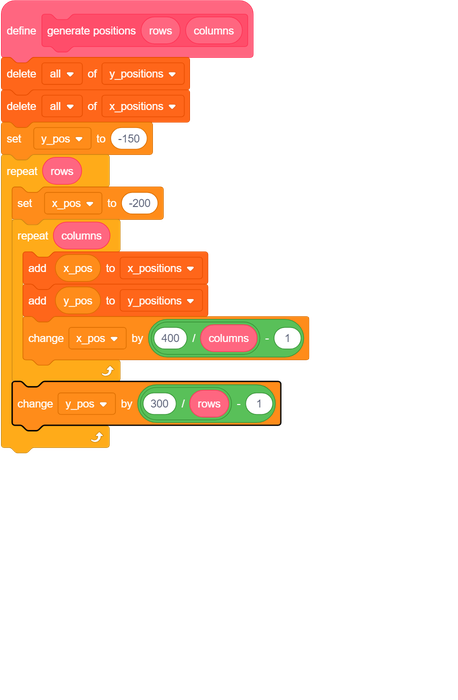 define generate positions rows columns
delete all of y_positions
delete all of x_positions
set y_pos to -150
repeat rows
set x_pos to -200
repeat columns
add x_pos to x_positions
add y_pos to y_positions
change x_pos by 400 / columns - 1
change y_pos by 300 / rows - 1